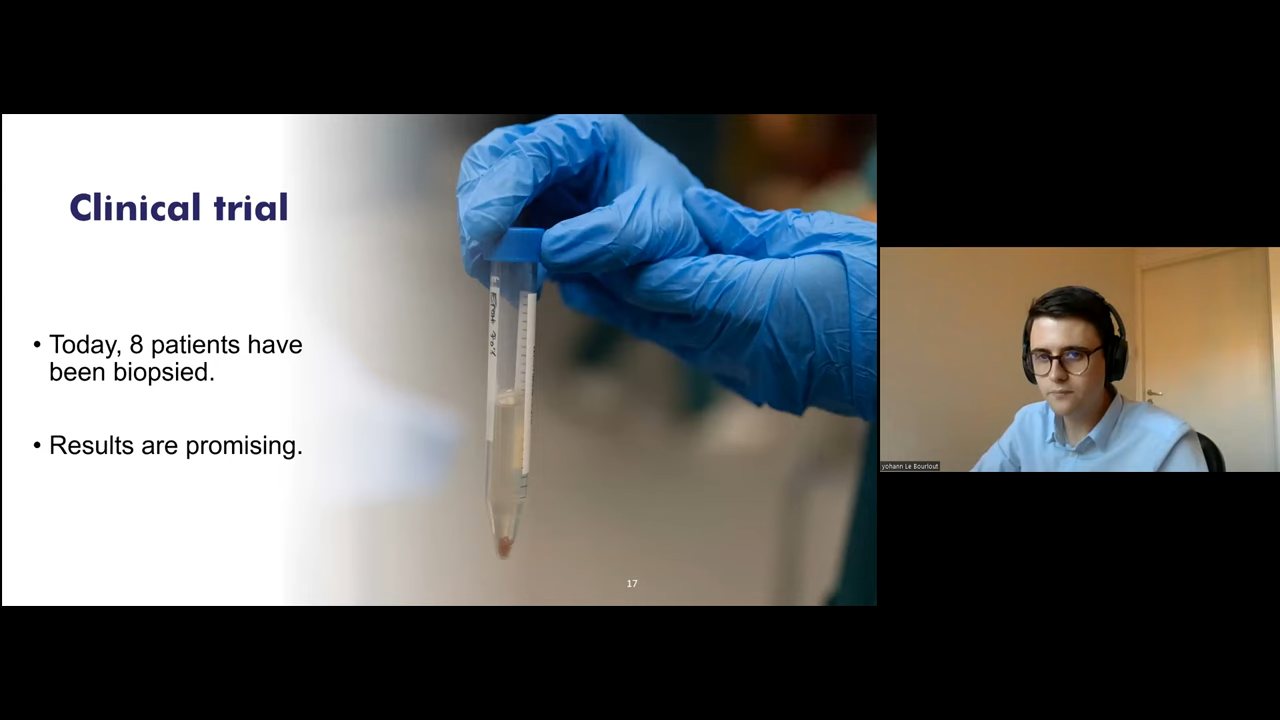 Clinical trial
• Today, 8 patients have
been biopsied.
• Results are promising.
17
yohann Le Bourlout